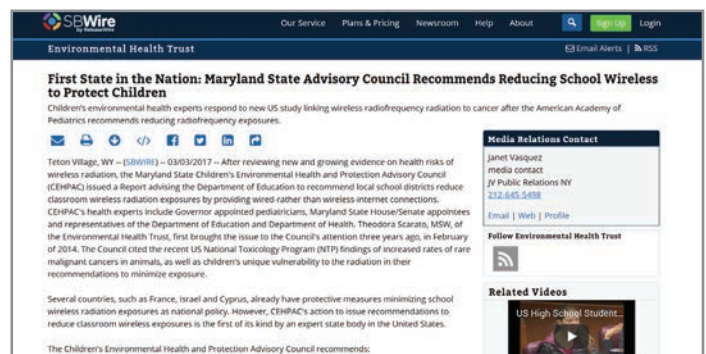 SBWire
by ReleaseWire
Our Service Plans & Pricing Newsroom Help About Sign Up Login
Environmental Health Trust
Email Alerts | RSS
First State in the Nation: Maryland State Advisory Council Recommends Reducing School Wireless
to Protect Children
Children's environmental health experts respond to new US study linking wireless radiofrequency radiation to cancer after the American Academy of
Pediatrics recommends reducing radiofrequency exposures.
Teton Village, WY -- (SBWIRE) -- 03/03/2017 -- After reviewing new and growing evidence on health risks of
wireless radiation, the Maryland State Children's Environmental Health and Protection Advisory Council
(CEHPAC) issued a Report advising the Department of Education to recommend local school districts reduce
classroom wireless radiation exposures by providing wired-rather than wireless internet connections.
CEHPAC's health experts include Governor appointed pediatricians, Maryland State House/Senate appointees
and representatives of the Department of Education and Department of Health. Theodora Scarato, MSW, of
the Environmental Health Trust, first brought the issue to the Council's attention three years ago, in February
of 2014. The Council cited the recent US National Toxicology Program (NTP) findings of increased rates of rare
malignant cancers in animals, as well as children's unique vulnerability to the radiation in their
recommendations to minimize exposure.
Several countries, such as France, Israel and Cyprus, already have protective measures minimizing school
wireless radiation exposures as national policy. However, CEHPAC's action to issue recommendations to
reduce classroom wireless exposures is the first of its kind by an expert state body in the United States.
The Children's Environmental Health and Protection Advisory Council recommends:
Media Relations Contact
Janet Vasquez
media contact
JV Public Relations NY
212-645-5498
Email | Web | Profile
Follow Environmental Health Trust
Related Videos
US High School Student...